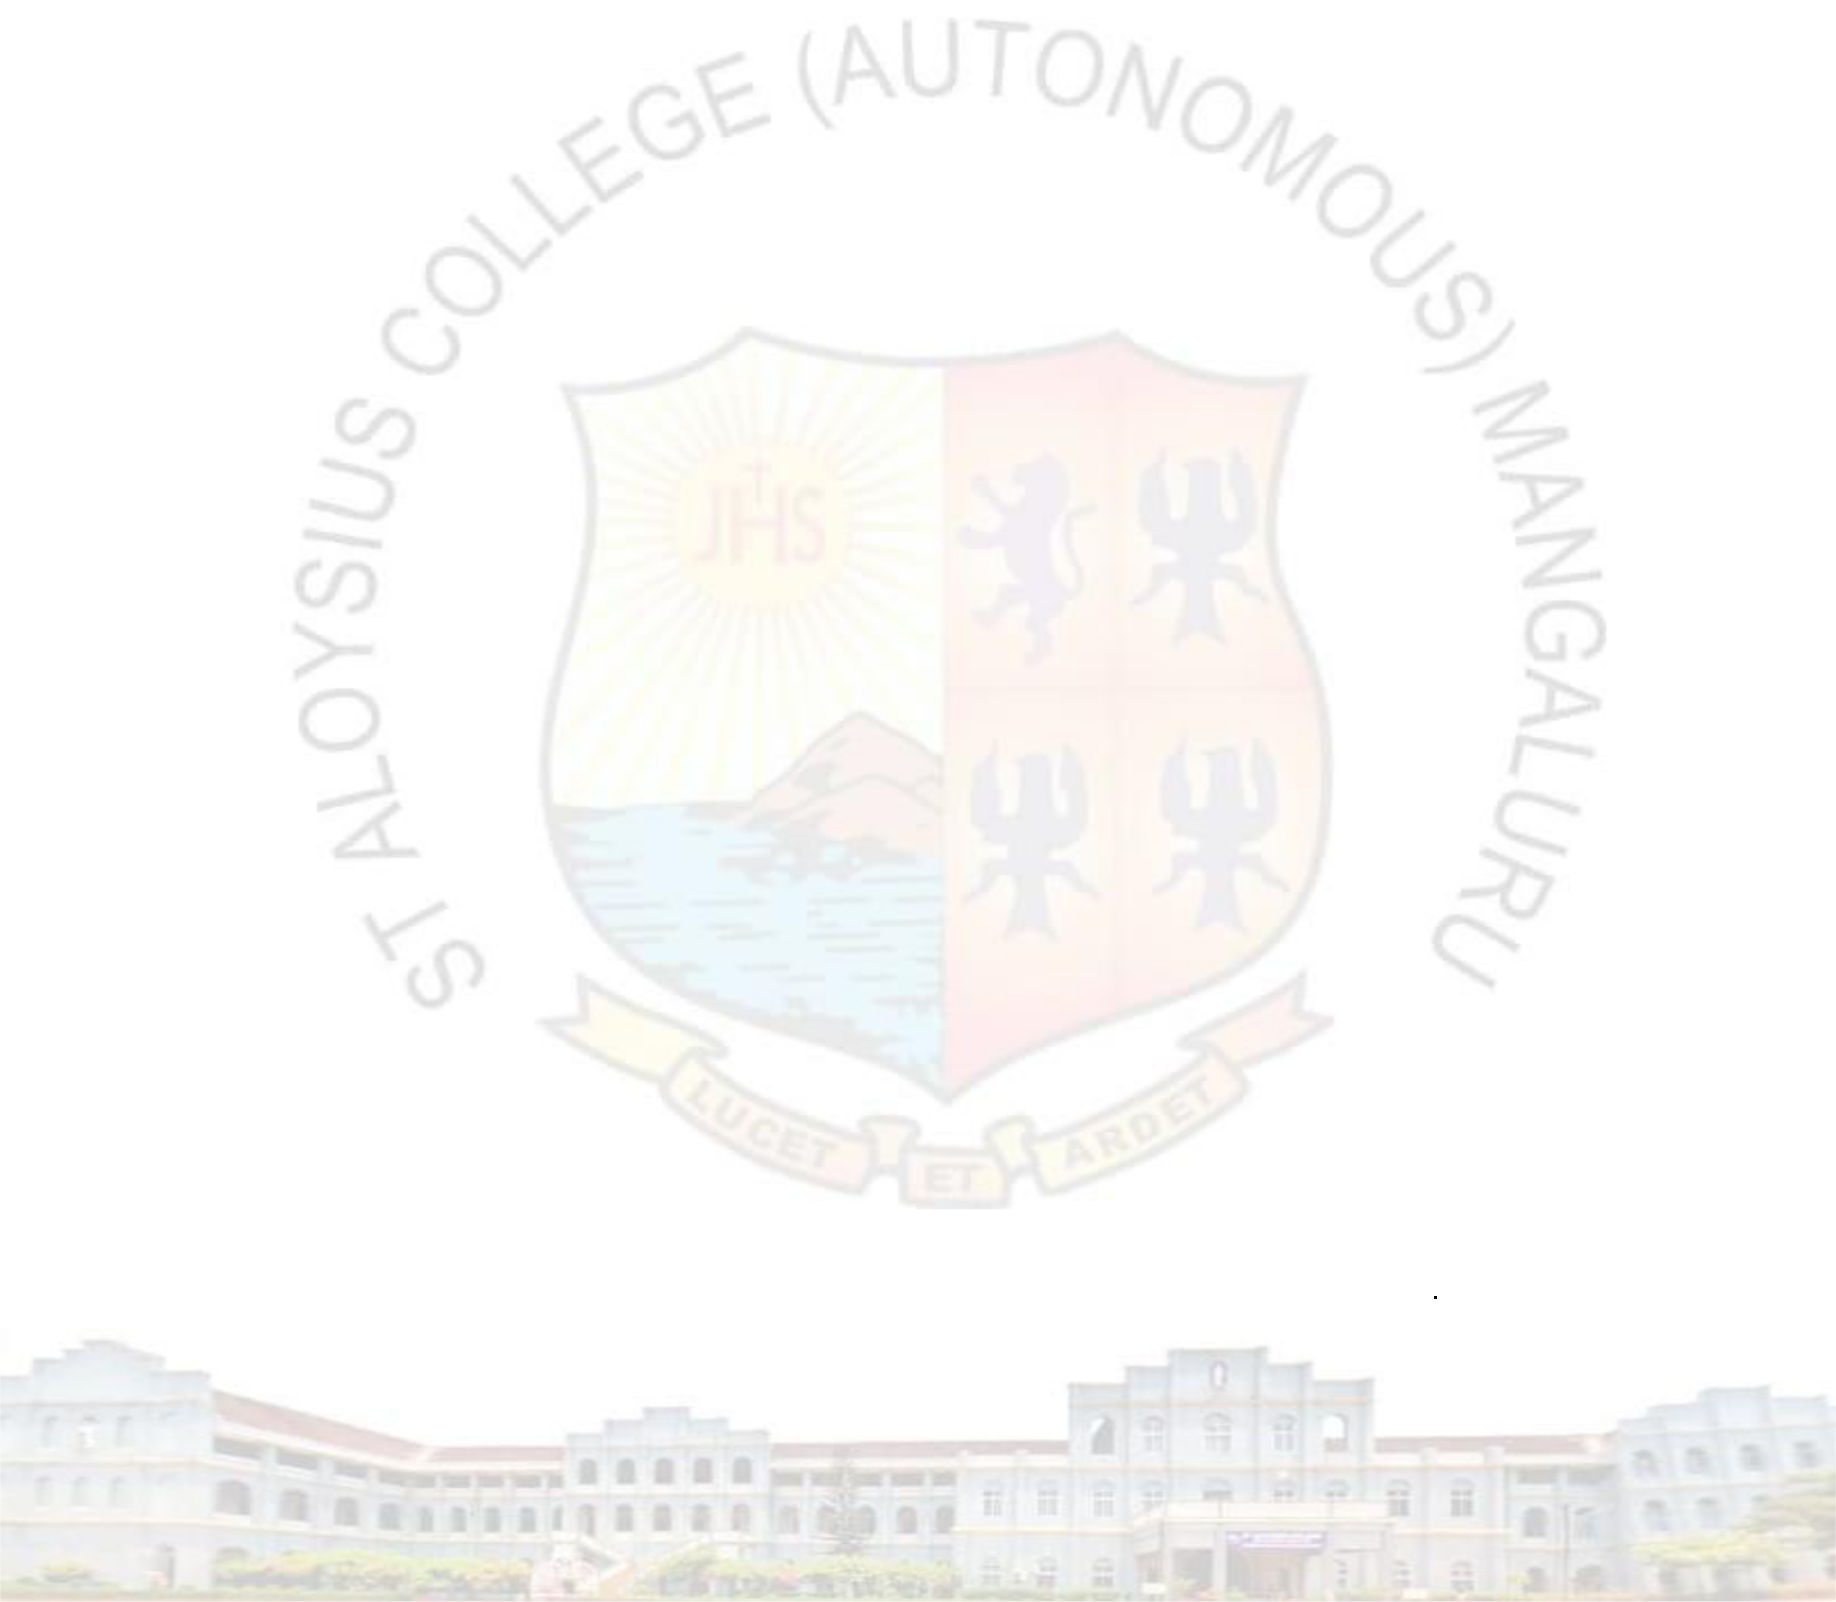 ST ALOYSIUS COLLEGE (AUTONOMOUS) MANGALURU
JHS
LUCET ET ARDET